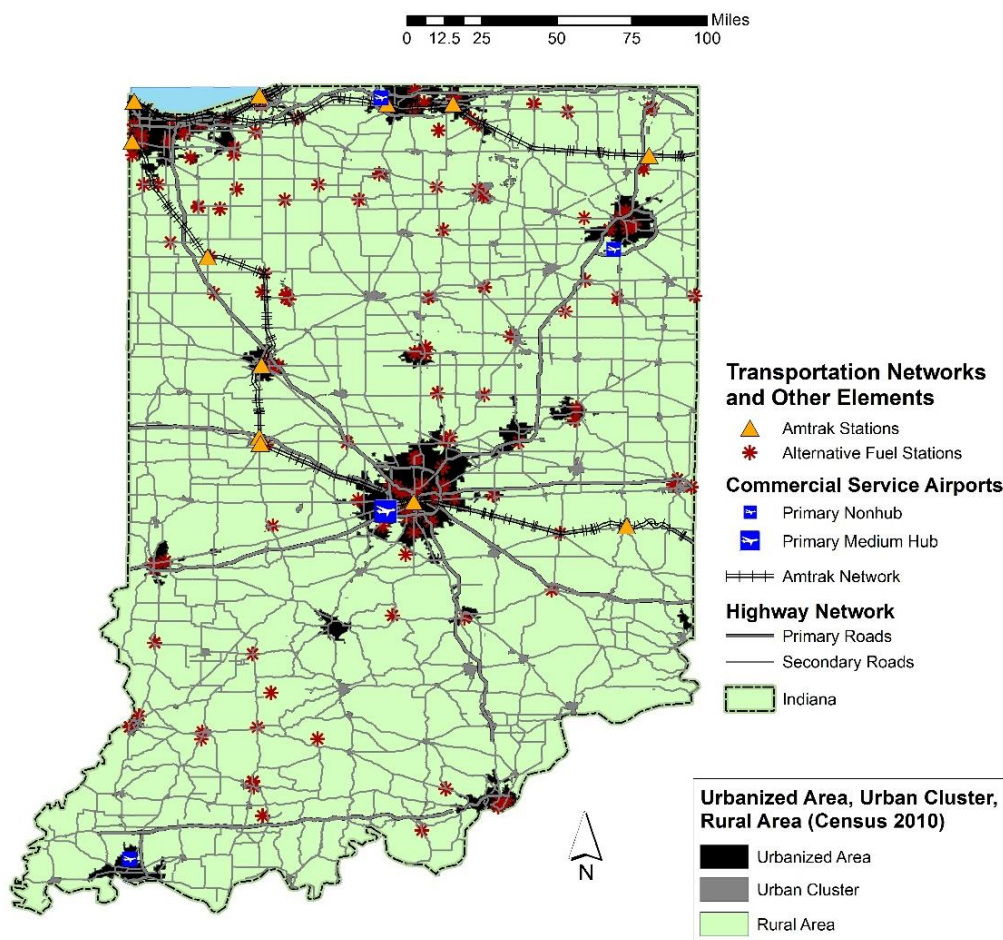 Miles
0 12.5 25 50 75 100
Transportation Networks
and Other Elements
Amtrak Stations
Alternative Fuel Stations
Commercial Service Airports
Primary Nonhub
Primary Medium Hub
Amtrak Network
Highway Network
Primary Roads
Secondary Roads
Indiana
N
Urbanized Area, Urban Cluster,
Rural Area (Census 2010)
Urbanized Area
Urban Cluster
Rural Area